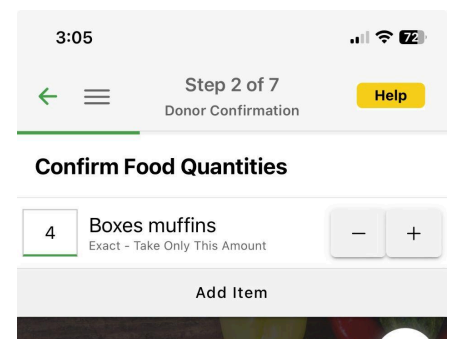 3:05
72
Step 2 of 7
Donor Confirmation
Help
Confirm Food Quantities
4
Boxes muffins
Exact - Take Only This Amount
Add Item